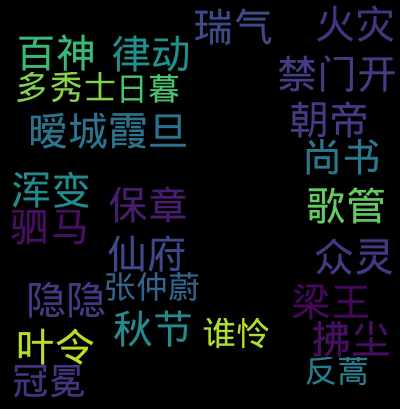 瑞气
火灾
百神
律动
禁门开
多秀士
日暮
朝帝
暧城霞旦
尚书
浑变
保章
歌管
驷马
仙府
众灵
张仲蔚
隐隐
梁王
秋节
谁怜
拂尘
叶令
反蒿
冠冕